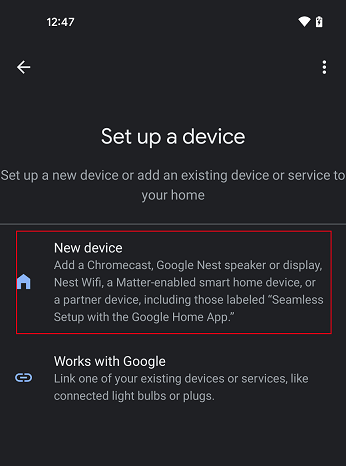 12:47
Set up a device
Set up a new device or add an existing device or service to
your home
New device
Add a Chromecast, Google Nest speaker or display,
Nest Wifi, a Matter-enabled smart home device, or
a partner device, including those labeled “Seamless
Setup with the Google Home App.”
Works with Google
Link one of your existing devices or services, like
connected light bulbs or plugs.